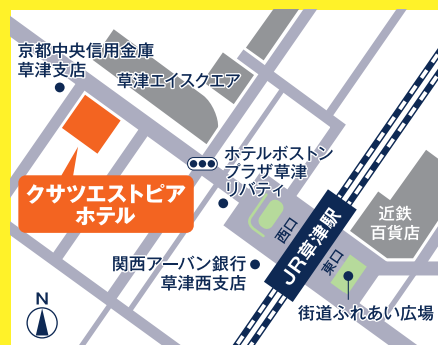 京都中央信用金庫
草津支店
草津エイスクエア
クサツエストピア
ホテル
ホテルボストン
プラザ草津
リバティ
西口
JR草津駅
東口
近鉄
百貨店
関西アーバン銀行
草津西支店
街道ふれあい広場
N